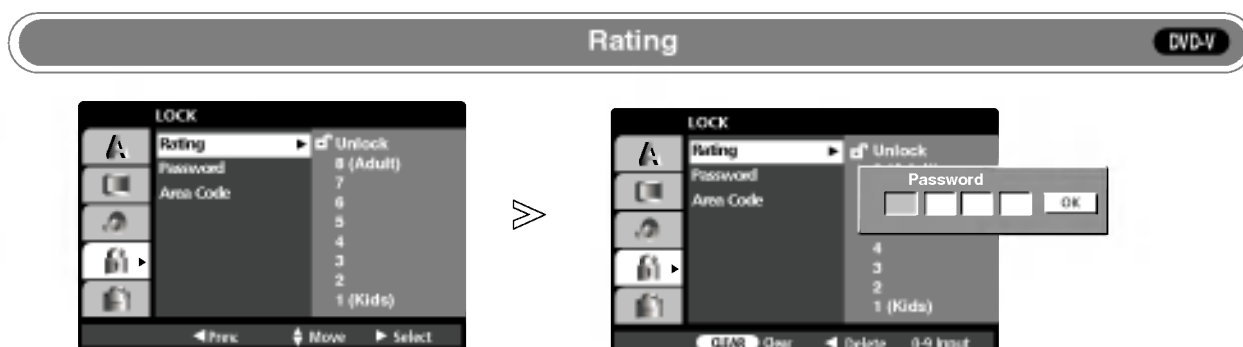 Rating DVD-V
LOCK
Rating Unlock
Password 8 (Adult)
7
Area Code
6
5
4
3
2
1 (Kids)
Prev. Move Select
LOCK
Rating Unlock
Password
Password
Area Code
OK
4
3
2
1 (Kids)
CLEAR Clear Delete 0-9 Input